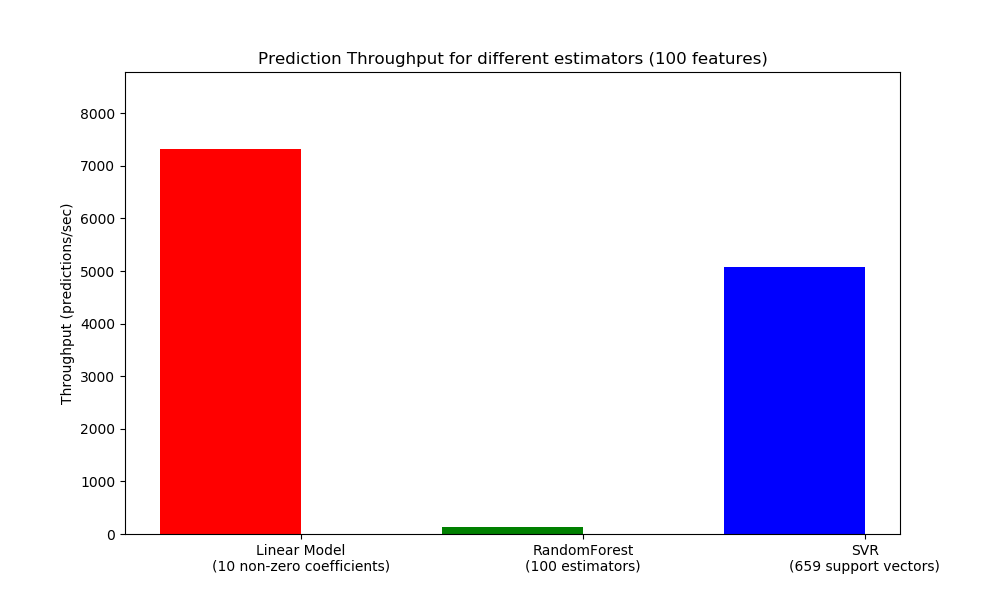 Prediction Throughput for different estimators (100 features)
Throughput (predictions/sec)
8000
7000
6000
5000
4000
3000
2000
1000
0
Linear Model
(10 non-zero coefficients)
RandomForest
(100 estimators)
SVR
(659 support vectors)